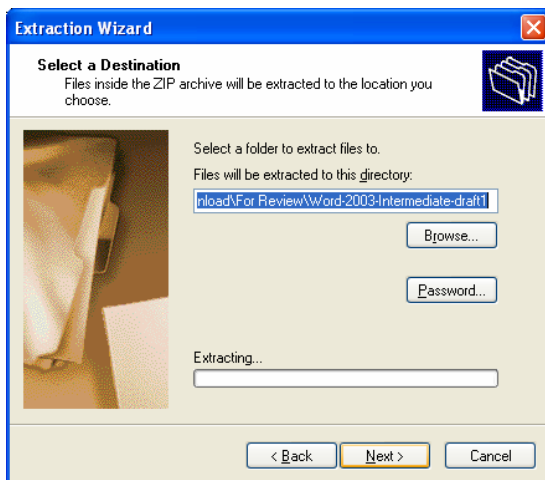 Extraction Wizard
Select a Destination
Files inside the ZIP archive will be extracted to the location you
choose.
Select a folder to extract files to.
Files will be extracted to this directory:
nload\For Review\Word-2003-Intermediate-draft1
Browse...
Password...
Extracting...
< Back
Next >
Cancel